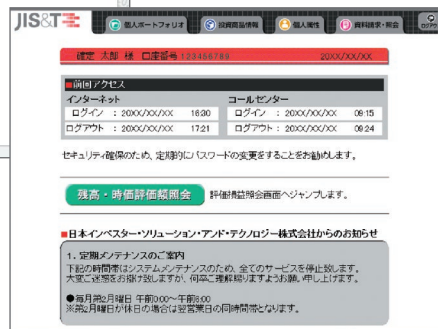 JIS&T
個人ポートフォリオ 投資商品情報 個人属性 資料請求・照会 ログアウト
確定 太郎 様 口座番号 123456786 20XX/XX/XX
■前回アクセス
インターネット コールセンター
ログイン : 20XX/XX/XX 16:30 ログイン : 20XX/XX/XX 09:15
ログアウト : 20XX/XX/XX 17:21 ログアウト : 20XX/XX/XX 09:24
セキュリティ確保のため、定期的にパスワードの変更をすることをお勧めします。
残高・時価評価額照会 評価損益照会画面へジャンプします。
■日本インベスター・ソリューション・アンド・テクノロジー株式会社からのお知らせ
1. 定期メンテナンスのご案内
下記の時間帯はシステムメンテナンスのため、全てのサービスを停止致します。
大変ご迷惑をお掛け致しますが、何卒ご理解賜りますようお願い申し上げます。
●毎月第2月曜日 午前0:00～午前8:00
※第2月曜日が休日の場合は翌営業日の同時間帯となります。